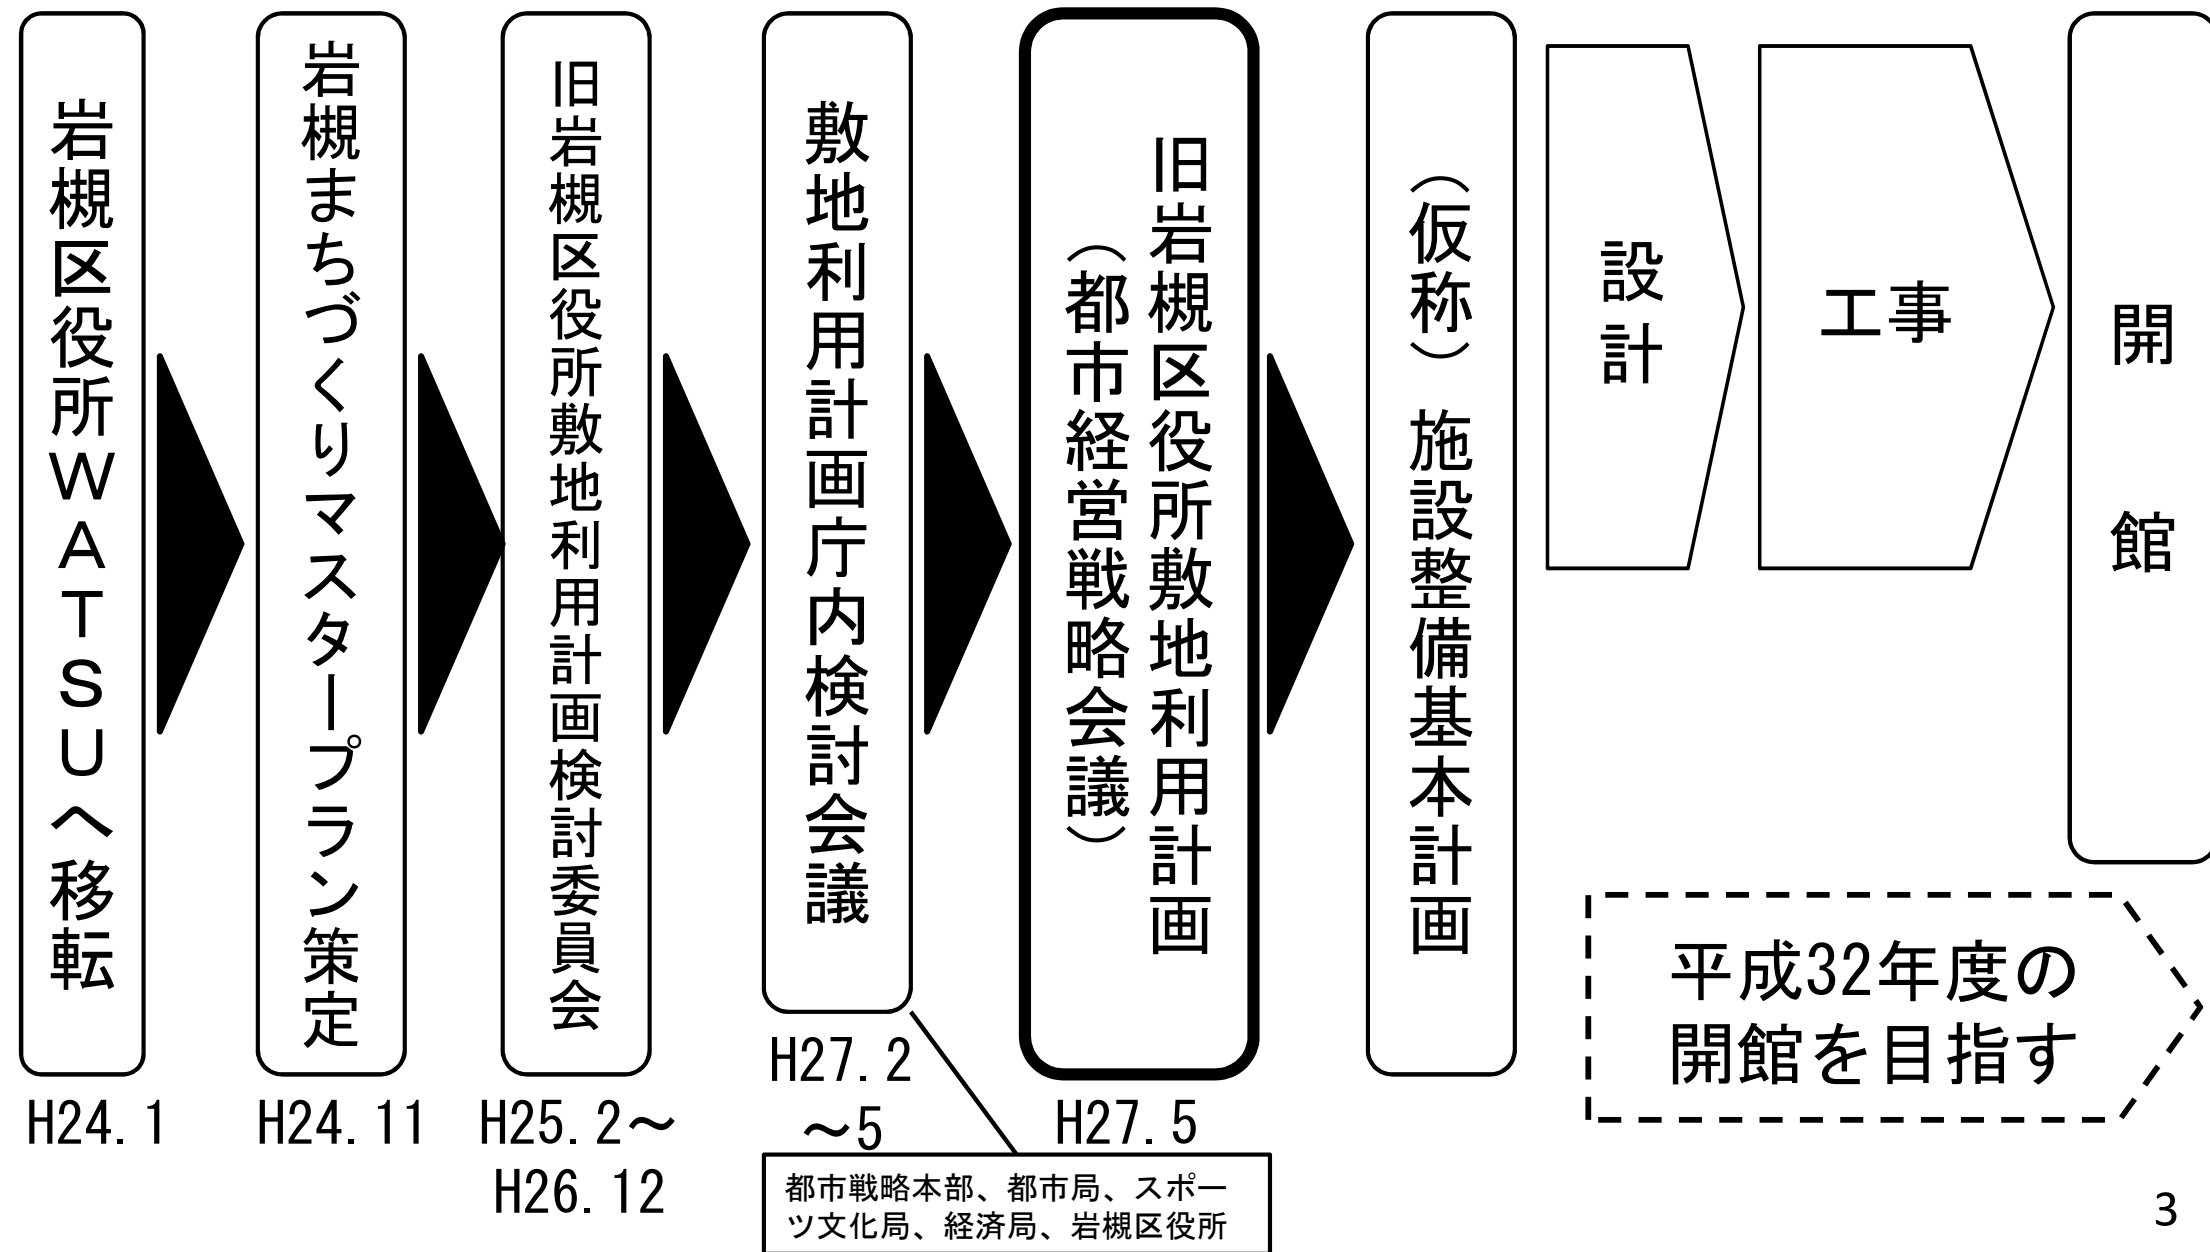 岩槻区役所WATSUへ移転
H24.1
岩槻まちづくりマスタープラン策定
H24.11
旧岩槻区役所敷地利用計画検討委員会
H25.2～
H26.12
敷地利用計画庁内検討会議
H27.2
～5
都市戦略本部、都市局、スポー
ツ文化局、経済局、岩槻区役所
旧岩槻区役所敷地利用計画
（都市経営戦略会議）
H27.5
（仮称）施設整備基本計画
設計
工事
開館
平成32年度の
開館を目指す
3